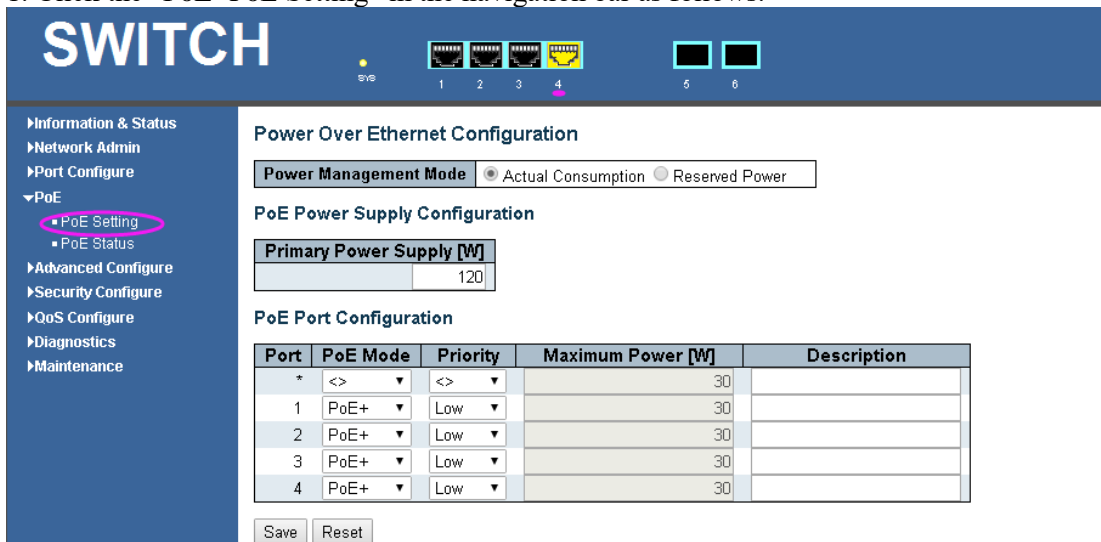 SWITCH
SYS
1 2 3 4 5 6
Information & Status
Network Admin
Port Configure
PoE
PoE Setting
PoE Status
Advanced Configure
Security Configure
QoS Configure
Diagnostics
Maintenance
Power Over Ethernet Configuration
Power Management Mode Actual Consumption Reserved Power
PoE Power Supply Configuration
Primary Power Supply [W]
120
PoE Port Configuration
Port PoE Mode Priority Maximum Power [W] Description
* <> <> 30
1 PoE+ Low 30
2 PoE+ Low 30
3 PoE+ Low 30
4 PoE+ Low 30
Save Reset